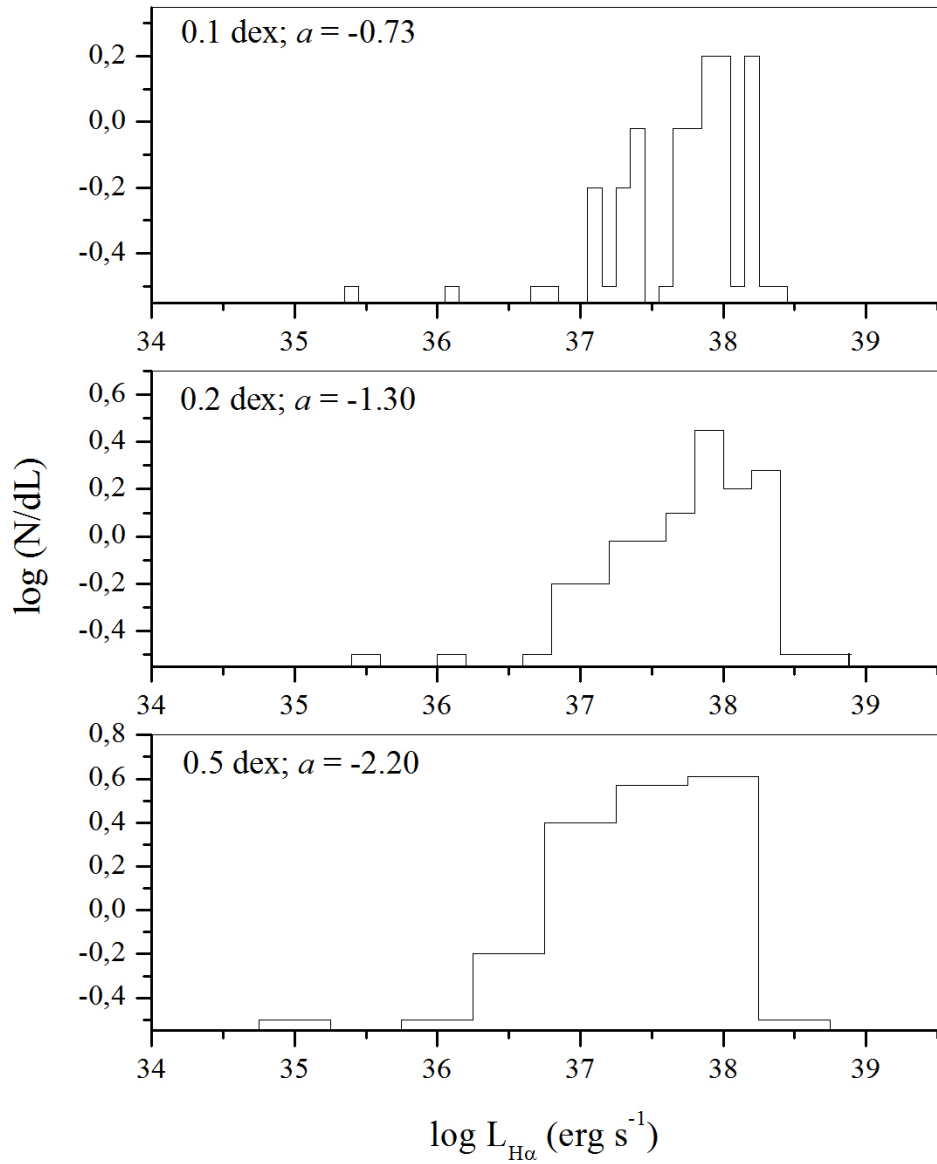 0.1 dex; a = -0.73
0,2
0,0
-0,2
-0,4
34 35 36 37 38 39
0.2 dex; a = -1.30
0,6
0,4
0,2
0,0
-0,2
-0,4
34 35 36 37 38 39
0.5 dex; a = -2.20
0,8
0,6
0,4
0,2
0,0
-0,2
-0,4
34 35 36 37 38 39
log (N/dL)
log L_Hα (erg s⁻¹)